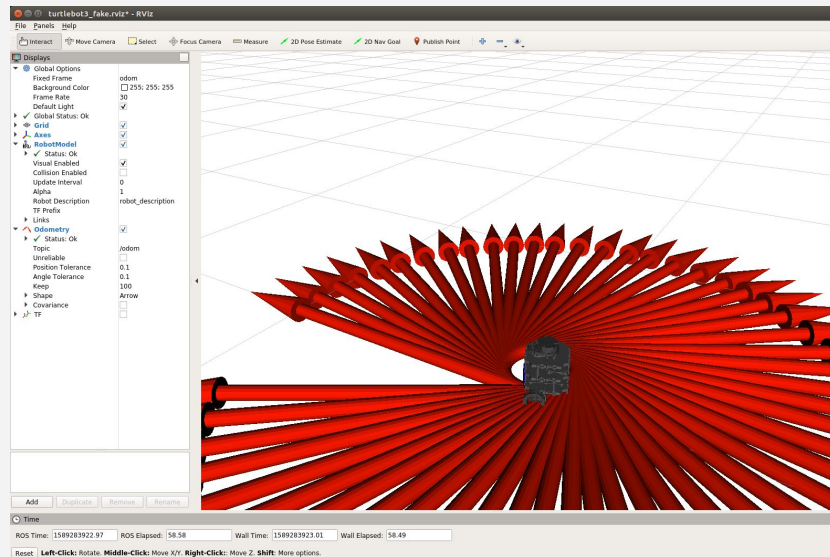 turtlebot3_fake.rviz* - RViz
File Panels Help
Interact Move Camera Select Focus Camera Measure 2D Pose Estimate 2D Nav Goal Publish Point
Displays
Global Options
Fixed Frame odom
Background Color 255; 255; 255
Frame Rate 30
Default Light
Global Status: Ok
Grid
Axes
RobotModel
Status: Ok
Visual Enabled
Collision Enabled
Update Interval 0
Alpha 1
Robot Description robot_description
TF Prefix
Links
Odometry
Status: Ok
Topic /odom
Unreliable
Position Tolerance 0.1
Angle Tolerance 0.1
Keep 100
Shape Arrow
Covariance
TF
Add Duplicate Remove Rename
Time
ROS Time: 1589283922.97 ROS Elapsed: 58.58 Wall Time: 1589283923.01 Wall Elapsed: 58.49
Reset Left-Click: Rotate. Middle-Click: Move X/Y. Right-Click:: Move Z. Shift: More options.